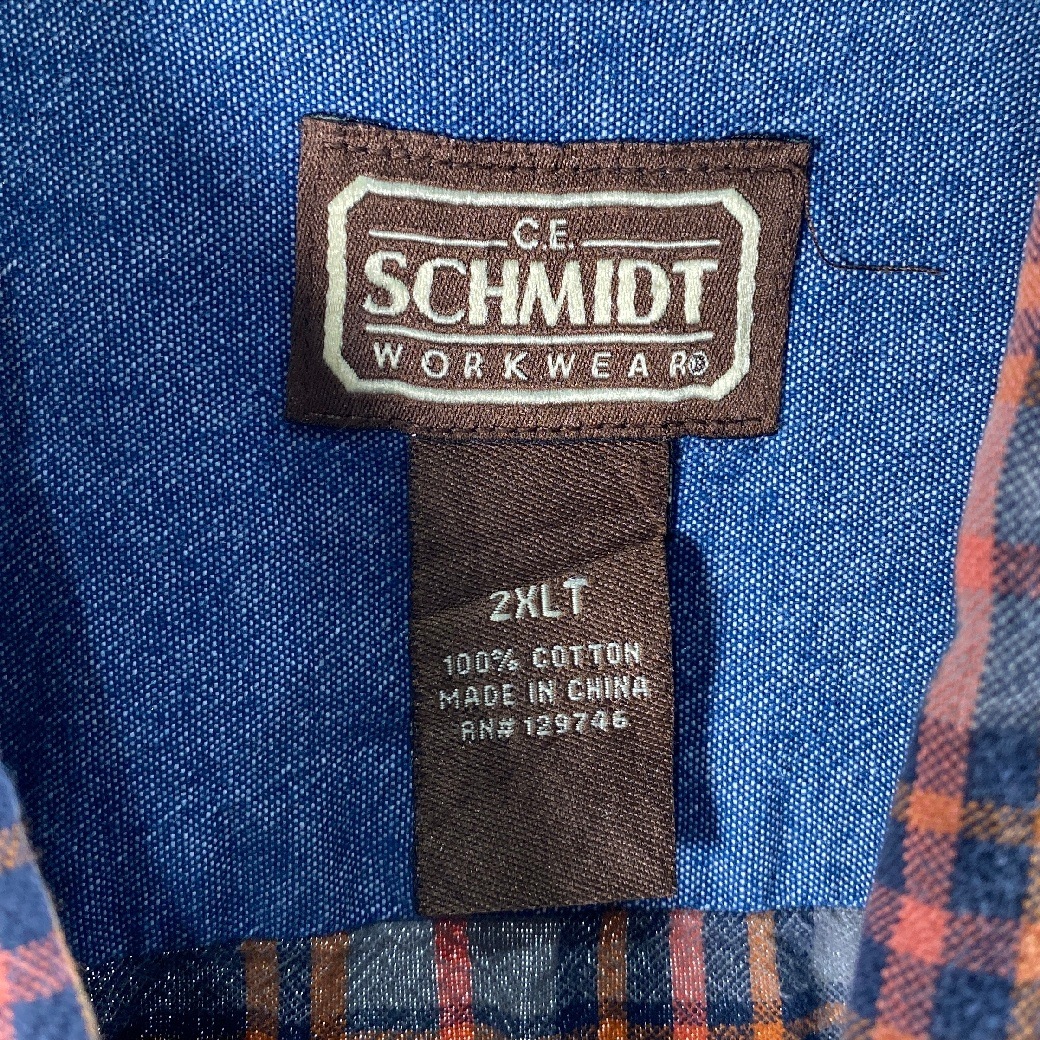 C.E.
SCHMIDT
WORKWEAR®
2XLT
100% COTTON
MADE IN CHINA
RN# 129746